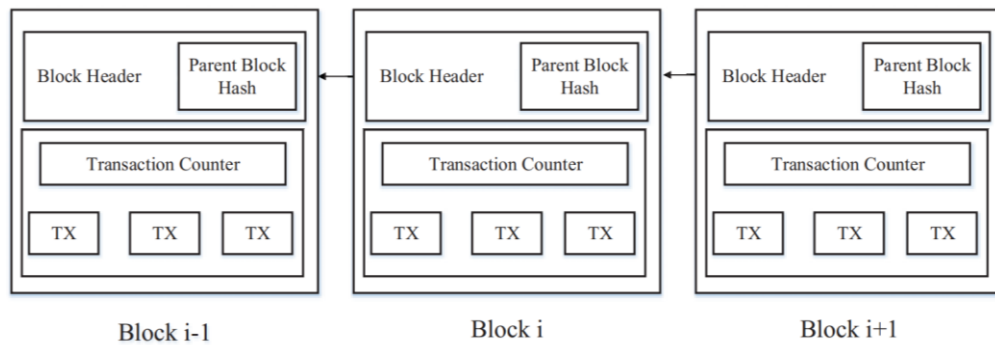 Block Header
Parent Block
Hash
Transaction Counter
TX TX TX
Block i-1
Block Header
Parent Block
Hash
Transaction Counter
TX TX TX
Block i
Block Header
Parent Block
Hash
Transaction Counter
TX TX TX
Block i+1